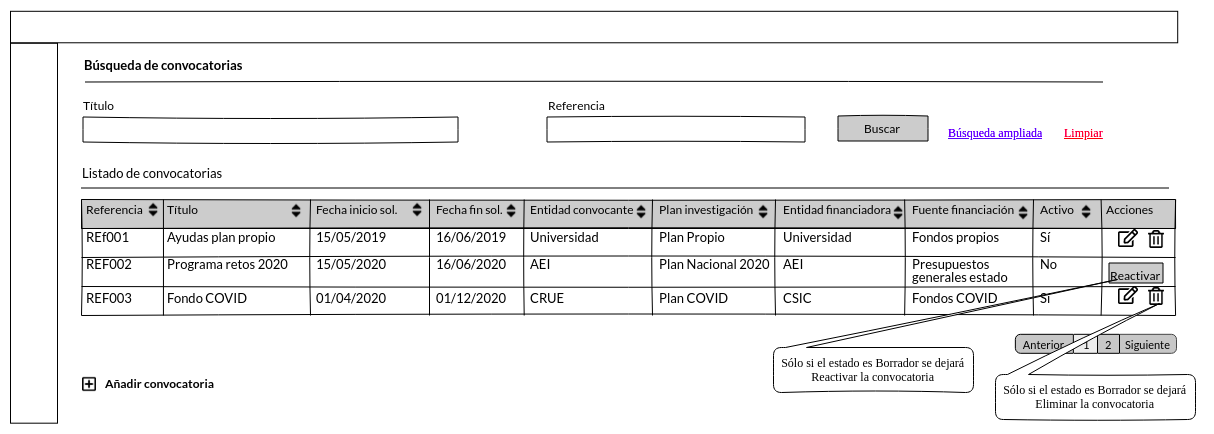 Búsqueda de convocatorias
Título Referencia
Buscar Búsqueda ampliada Limpiar
Listado de convocatorias
Referencia Título Fecha inicio sol. Fecha fin sol. Entidad convocante Plan investigación Entidad financiadora Fuente financiación Activo Acciones
REf001 Ayudas plan propio 15/05/2019 16/06/2019 Universidad Plan Propio Universidad Fondos propios Sí
REF002 Programa retos 2020 15/05/2020 16/06/2020 AEI Plan Nacional 2020 AEI Presupuestos No
generales estado Reactivar
REF003 Fondo COVID 01/04/2020 01/12/2020 CRUE Plan COVID CSIC Fondos COVID Sí
Anterior 1 2 Siguiente
Sólo si el estado es Borrador se dejará
Reactivar la convocatoria
Añadir convocatoria
Sólo si el estado es Borrador se dejará
Eliminar la convocatoria